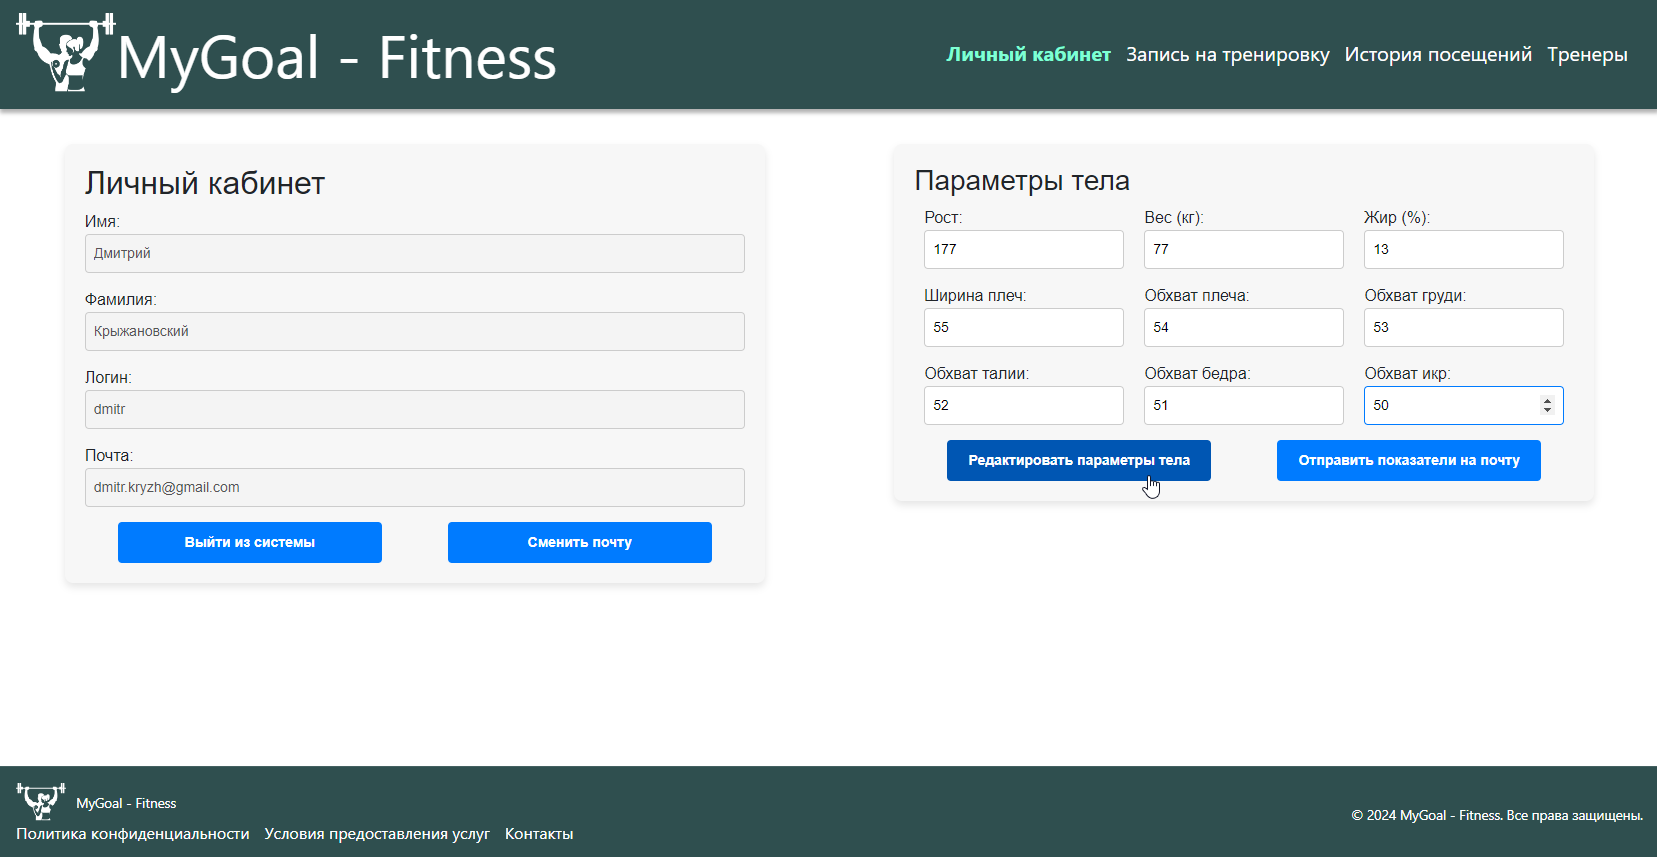 MyGoal - Fitness
Личный кабинет Запись на тренировку История посещений Тренеры
Личный кабинет
Имя:
Дмитрий
Фамилия:
Крыжановский
Логин:
dmitr
Почта:
dmitr.kryzh@gmail.com
Выйти из системы Сменить почту
Параметры тела
Рост: Вес (кг): Жир (%):
177 77 13
Ширина плеч: Обхват плеча: Обхват груди:
55 54 53
Обхват талии: Обхват бедра: Обхват икр:
52 51 50
Редактировать параметры тела Отправить показатели на почту
MyGoal - Fitness
Политика конфиденциальности Условия предоставления услуг Контакты
© 2024 MyGoal - Fitness. Все права защищены.